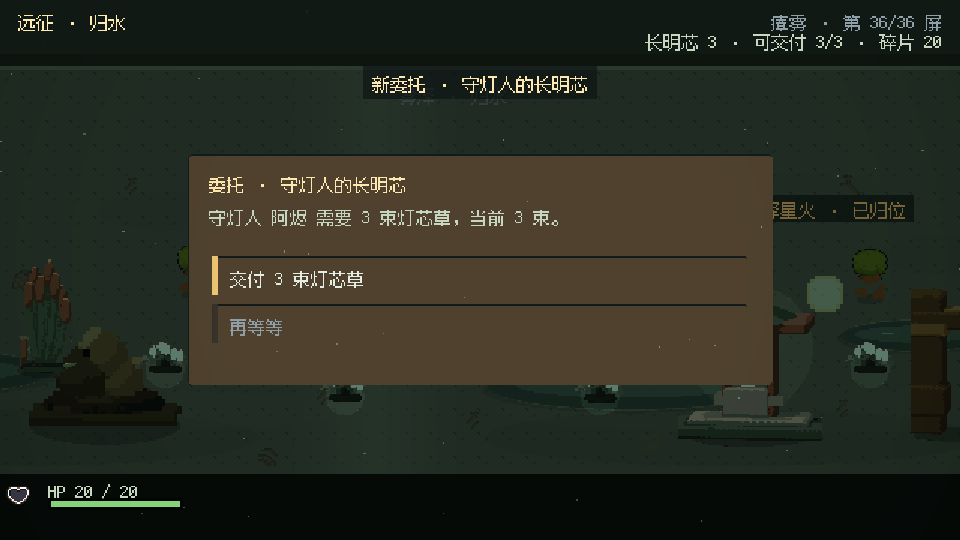 远征 · 归水
瘴雾 · 第 36/36 屏
长明芯 3 · 可交付 3/3 · 碎片 20
新委托 · 守灯人的长明芯
委托 · 守灯人的长明芯
守灯人 阿烬 需要 3 束灯芯草，当前 3 束。
星火 · 已归位
交付 3 束灯芯草
再等等
HP 20 / 20